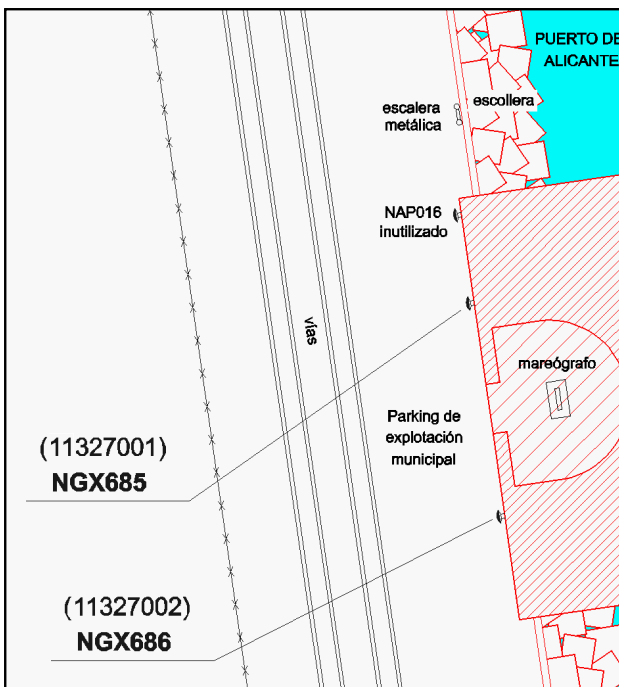 PUERTO DE
ALICANTE
escollera
escalera
metálica
NAP016
inutilizado
vías
mareógrafo
Parking de
explotación
municipal
(11327001)
NGX685
(11327002)
NGX686